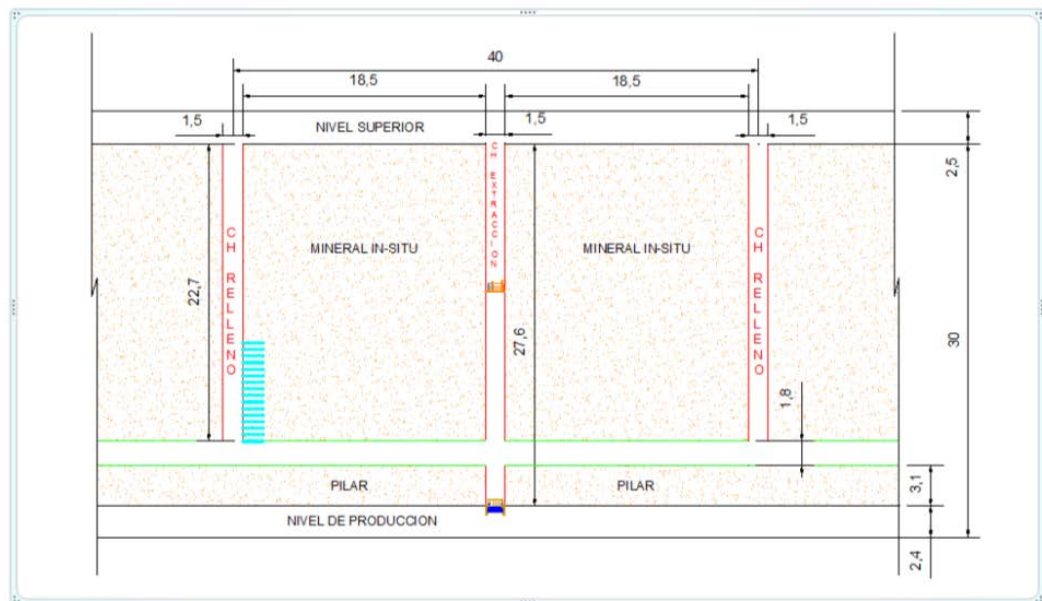 40
18,5
18,5
1,5
NIVEL SUPERIOR
1,5
1,5
2,5
CH EXTRACCION
CH RELLENO
MINERAL IN-SITU
MINERAL IN-SITU
CH RELLENO
22,7
27,6
30
1,8
PILAR
PILAR
3,1
NIVEL DE PRODUCCION
2,4